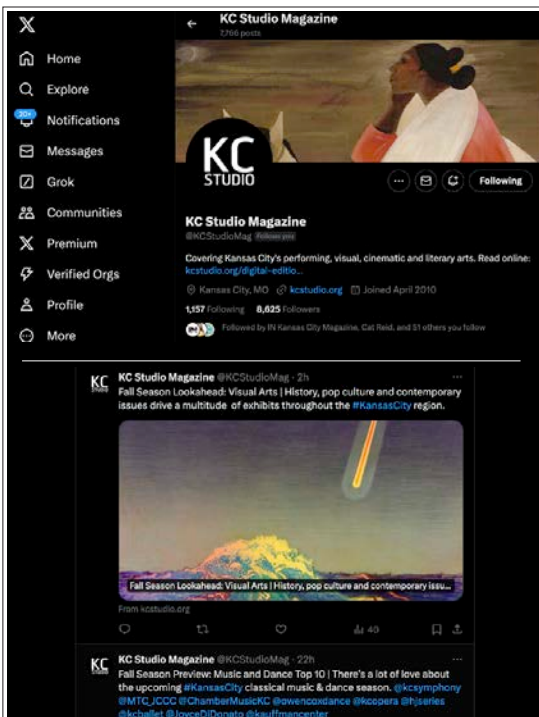 KC Studio Magazine
7,766 posts
Home
Explore
20+
Notifications
Messages
Grok
Communities
Premium
Verified Orgs
Profile
More
KC
STUDIO
Following
KC Studio Magazine
@KCStudioMag Follows you
Covering Kansas City's performing, visual, cinematic and literary arts. Read online:
kcstudio.org/digital-editio...
Kansas City, MO kcstudio.org Joined April 2010
1,157 Following 8,625 Followers
Followed by IN Kansas City Magazine, Cat Reid, and 51 others you follow
KC
STUDIO
KC Studio Magazine @KCStudioMag · 2h
Fall Season Lookahead: Visual Arts | History, pop culture and contemporary
issues drive a multitude of exhibits throughout the #KansasCity region.
Fall Season Lookahead: Visual Arts | History, pop culture and contemporary issu...
From kcstudio.org
40
KC
STUDIO
KC Studio Magazine @KCStudioMag · 22h
Fall Season Preview: Music and Dance Top 10 | There's a lot of love about
the upcoming #KansasCity classical music & dance season. @kcsymphony
@MTC_JCCC @ChamberMusicKC @owencoxdance @kcopera @hjseries
@kcballet @JoyceDiDonato @kauffmancenter